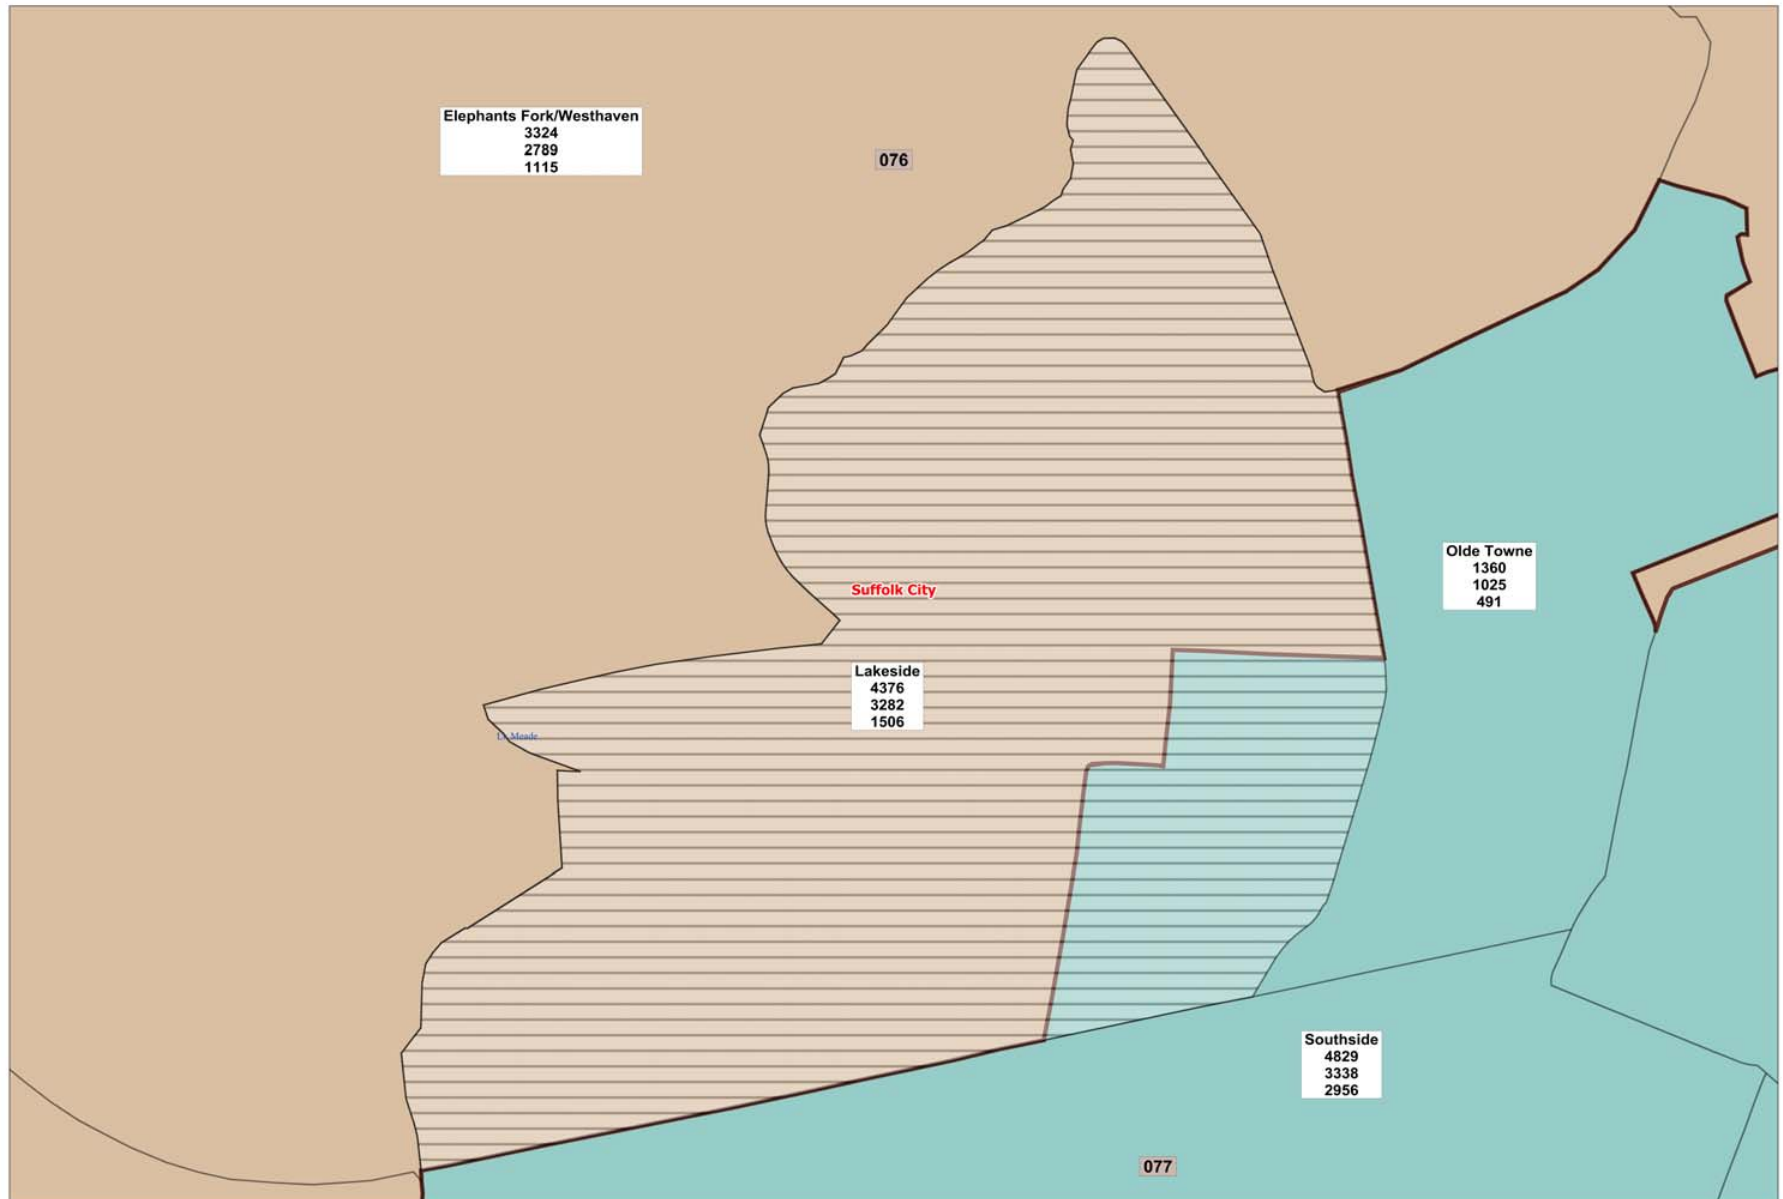 Elephants Fork/Westhaven
3324
2789
1115
076
Olde Towne
1360
1025
491
Suffolk City
Lakeside
4376
3282
1506
L. Meade
Southside
4829
3338
2956
077